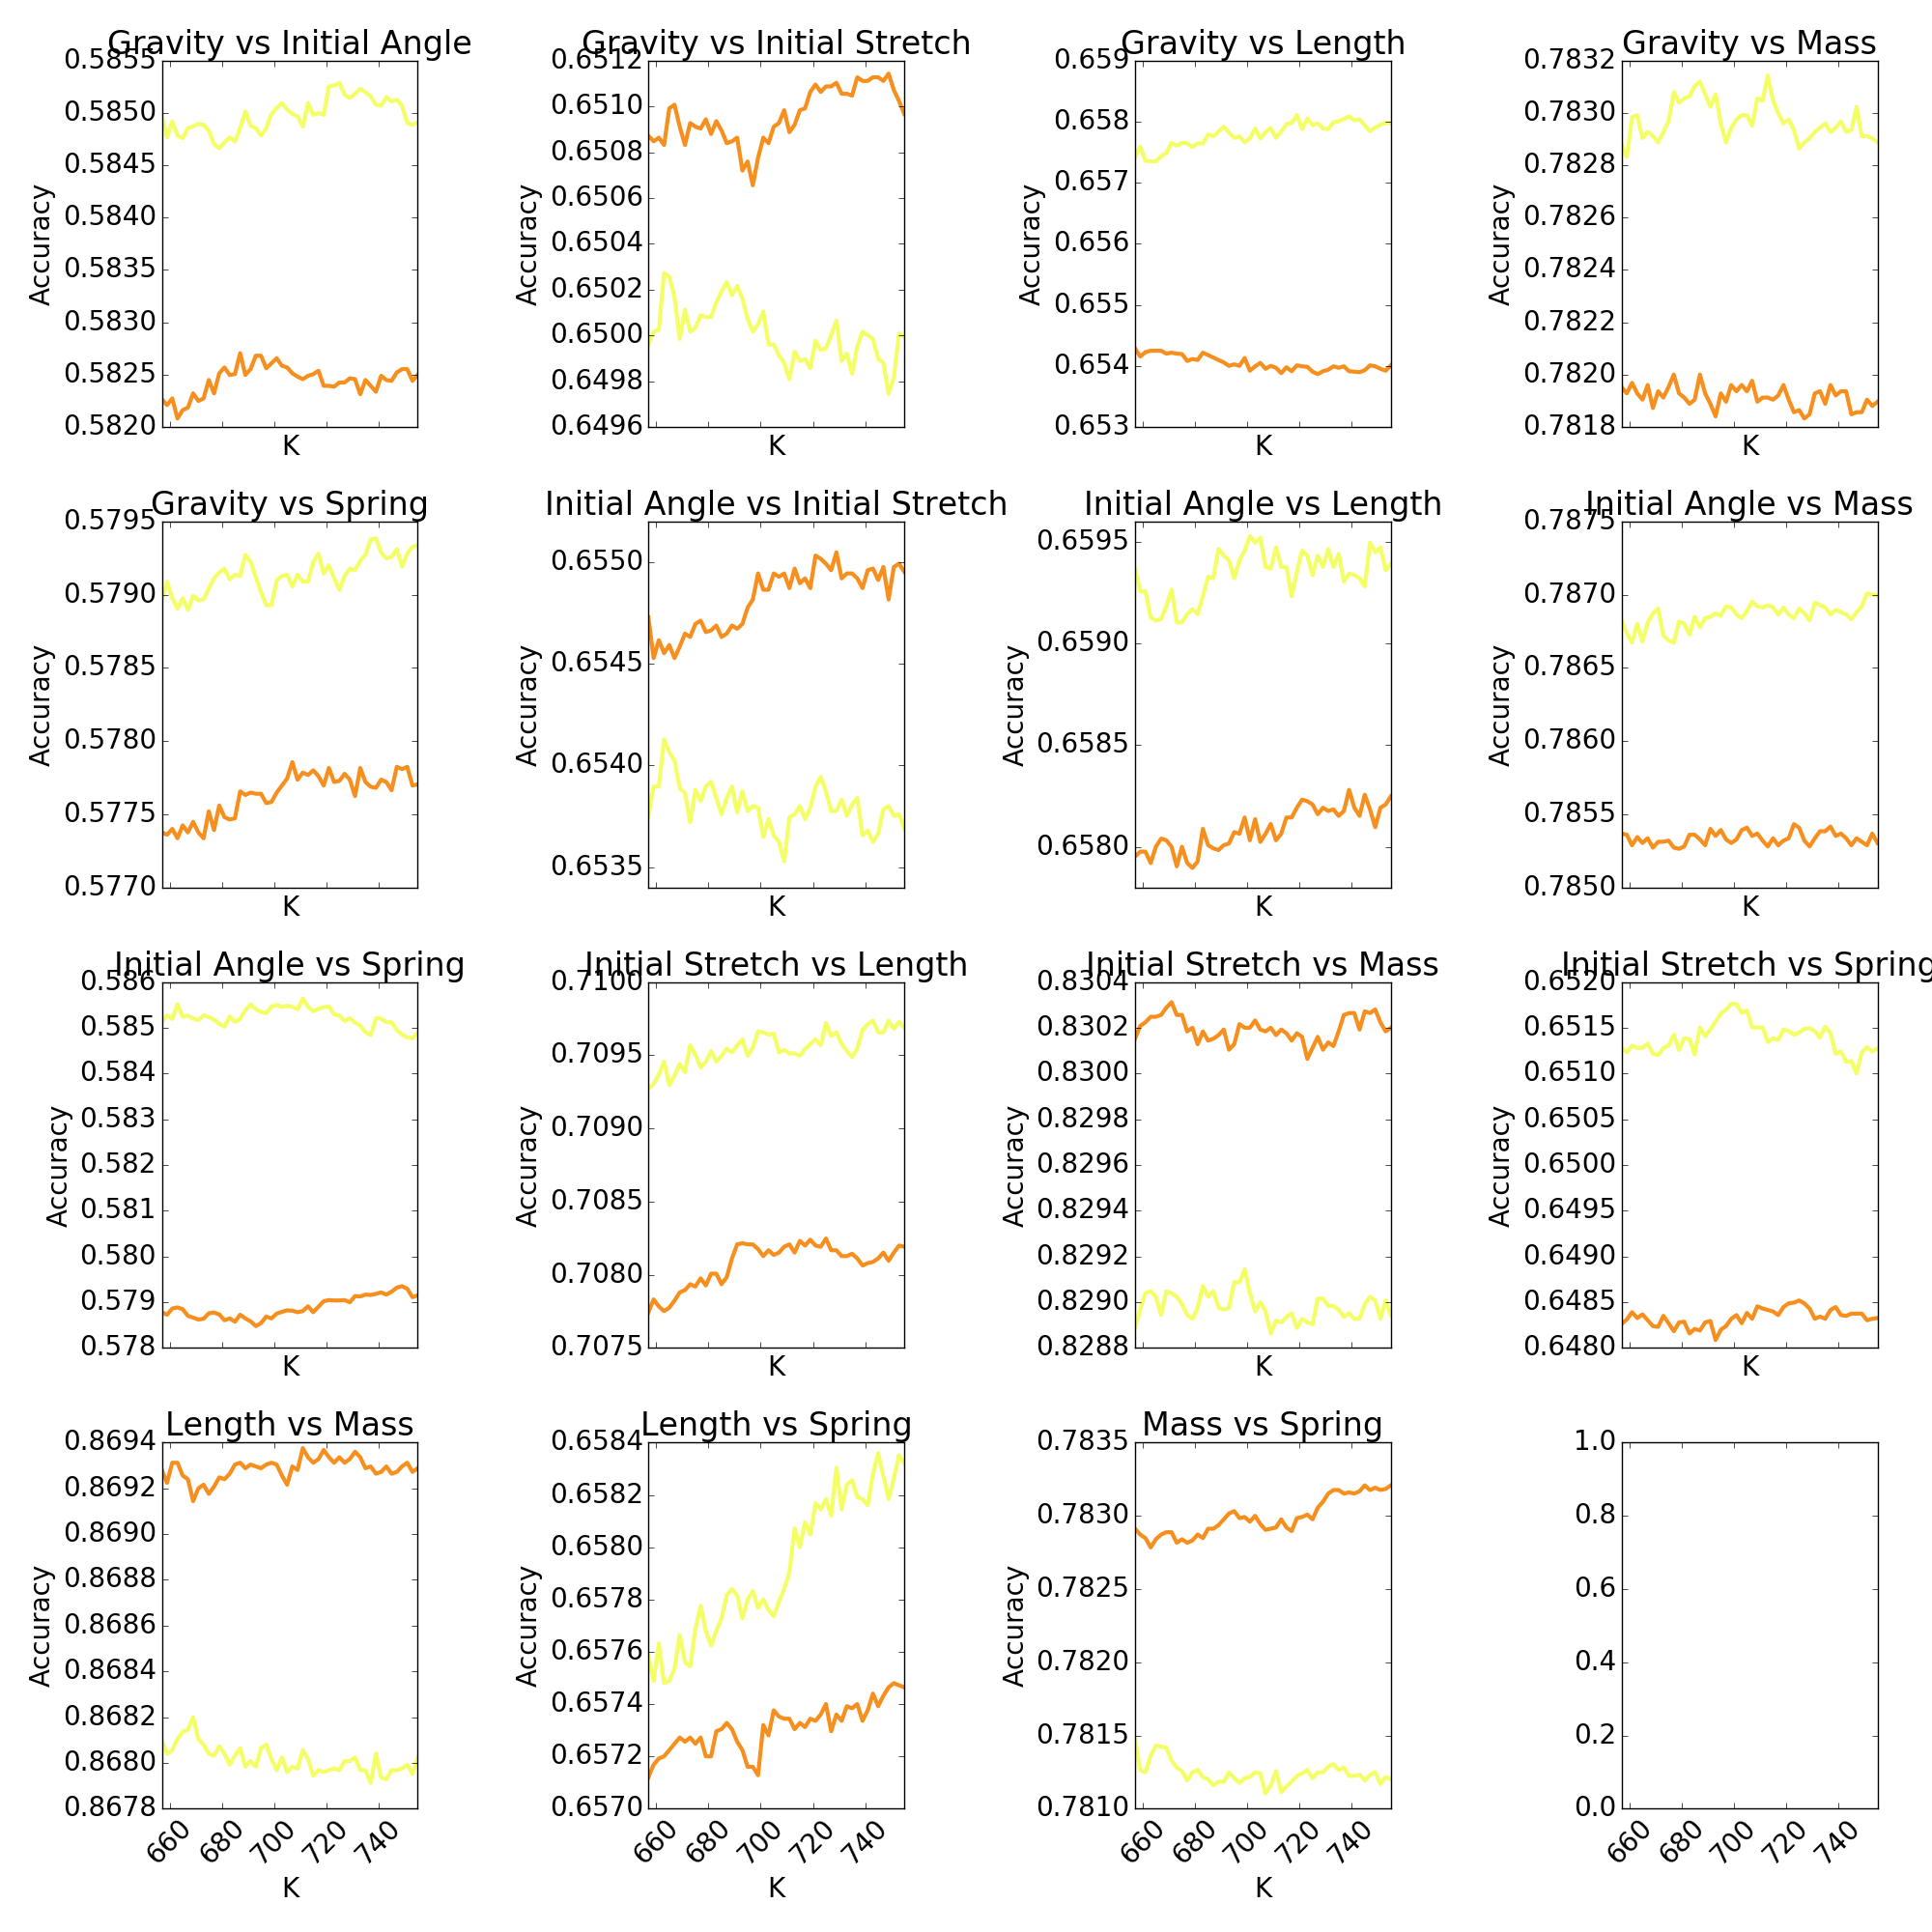 Gravity vs Initial Angle
0.5855
0.5850
0.5845
0.5840
0.5835
0.5830
0.5825
0.5820
Accuracy
K
Gravity vs Initial Stretch
0.6512
0.6510
0.6508
0.6506
0.6504
0.6502
0.6500
0.6498
0.6496
Accuracy
K
Gravity vs Length
0.659
0.658
0.657
0.656
0.655
0.654
0.653
Accuracy
K
Gravity vs Mass
0.7832
0.7830
0.7828
0.7826
0.7824
0.7822
0.7820
0.7818
Accuracy
K
Gravity vs Spring
0.5795
0.5790
0.5785
0.5780
0.5775
0.5770
Accuracy
K
Initial Angle vs Initial Stretch
0.6550
0.6545
0.6540
0.6535
Accuracy
K
Initial Angle vs Length
0.6595
0.6590
0.6585
0.6580
Accuracy
K
Initial Angle vs Mass
0.7875
0.7870
0.7865
0.7860
0.7855
0.7850
Accuracy
K
Initial Angle vs Spring
0.586
0.585
0.584
0.583
0.582
0.581
0.580
0.579
0.578
Accuracy
K
Initial Stretch vs Length
0.7100
0.7095
0.7090
0.7085
0.7080
0.7075
Accuracy
K
Initial Stretch vs Mass
0.8304
0.8302
0.8300
0.8298
0.8296
0.8294
0.8292
0.8290
0.8288
Accuracy
K
Initial Stretch vs Spring
0.6520
0.6515
0.6510
0.6505
0.6500
0.6495
0.6490
0.6485
0.6480
Accuracy
K
Length vs Mass
0.8694
0.8692
0.8690
0.8688
0.8686
0.8684
0.8682
0.8680
0.8678
Accuracy
660 680 700 720 740
K
Length vs Spring
0.6584
0.6582
0.6580
0.6578
0.6576
0.6574
0.6572
0.6570
Accuracy
660 680 700 720 740
K
Mass vs Spring
0.7835
0.7830
0.7825
0.7820
0.7815
0.7810
Accuracy
660 680 700 720 740
K
1.0
0.8
0.6
0.4
0.2
0.0
660 680 700 720 740